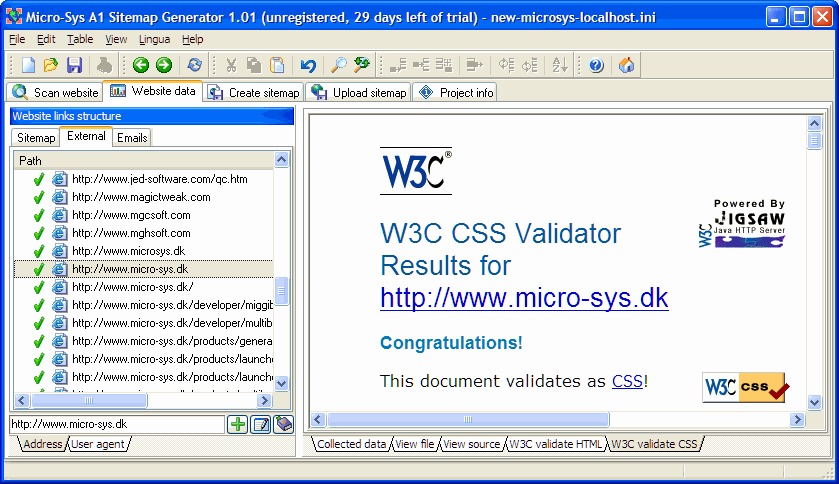 Micro-Sys A1 Sitemap Generator 1.01 (unregistered, 29 days left of trial) - new-microsys-localhost.ini
File Edit Table View Lingua Help
Scan website Website data Create sitemap Upload sitemap Project info
Website links structure
Sitemap External Emails
Path
http://www.jed-software.com/qc.htm
http://www.magictweak.com
http://www.mgcsoft.com
http://www.mghsoft.com
http://www.microsys.dk
http://www.micro-sys.dk
http://www.micro-sys.dk/
http://www.micro-sys.dk/developer/miggib
http://www.micro-sys.dk/developer/multib
http://www.micro-sys.dk/products/genera
http://www.micro-sys.dk/products/launche
http://www.micro-sys.dk/products/launche
http://www.micro-sys.dk
Address User agent
W3C®
Powered By
JIGSAW
W3C Java HTTP Server
W3C CSS Validator
Results for
http://www.micro-sys.dk
Congratulations!
This document validates as CSS!
W3C css
Collected data View file View source W3C validate HTML W3C validate CSS